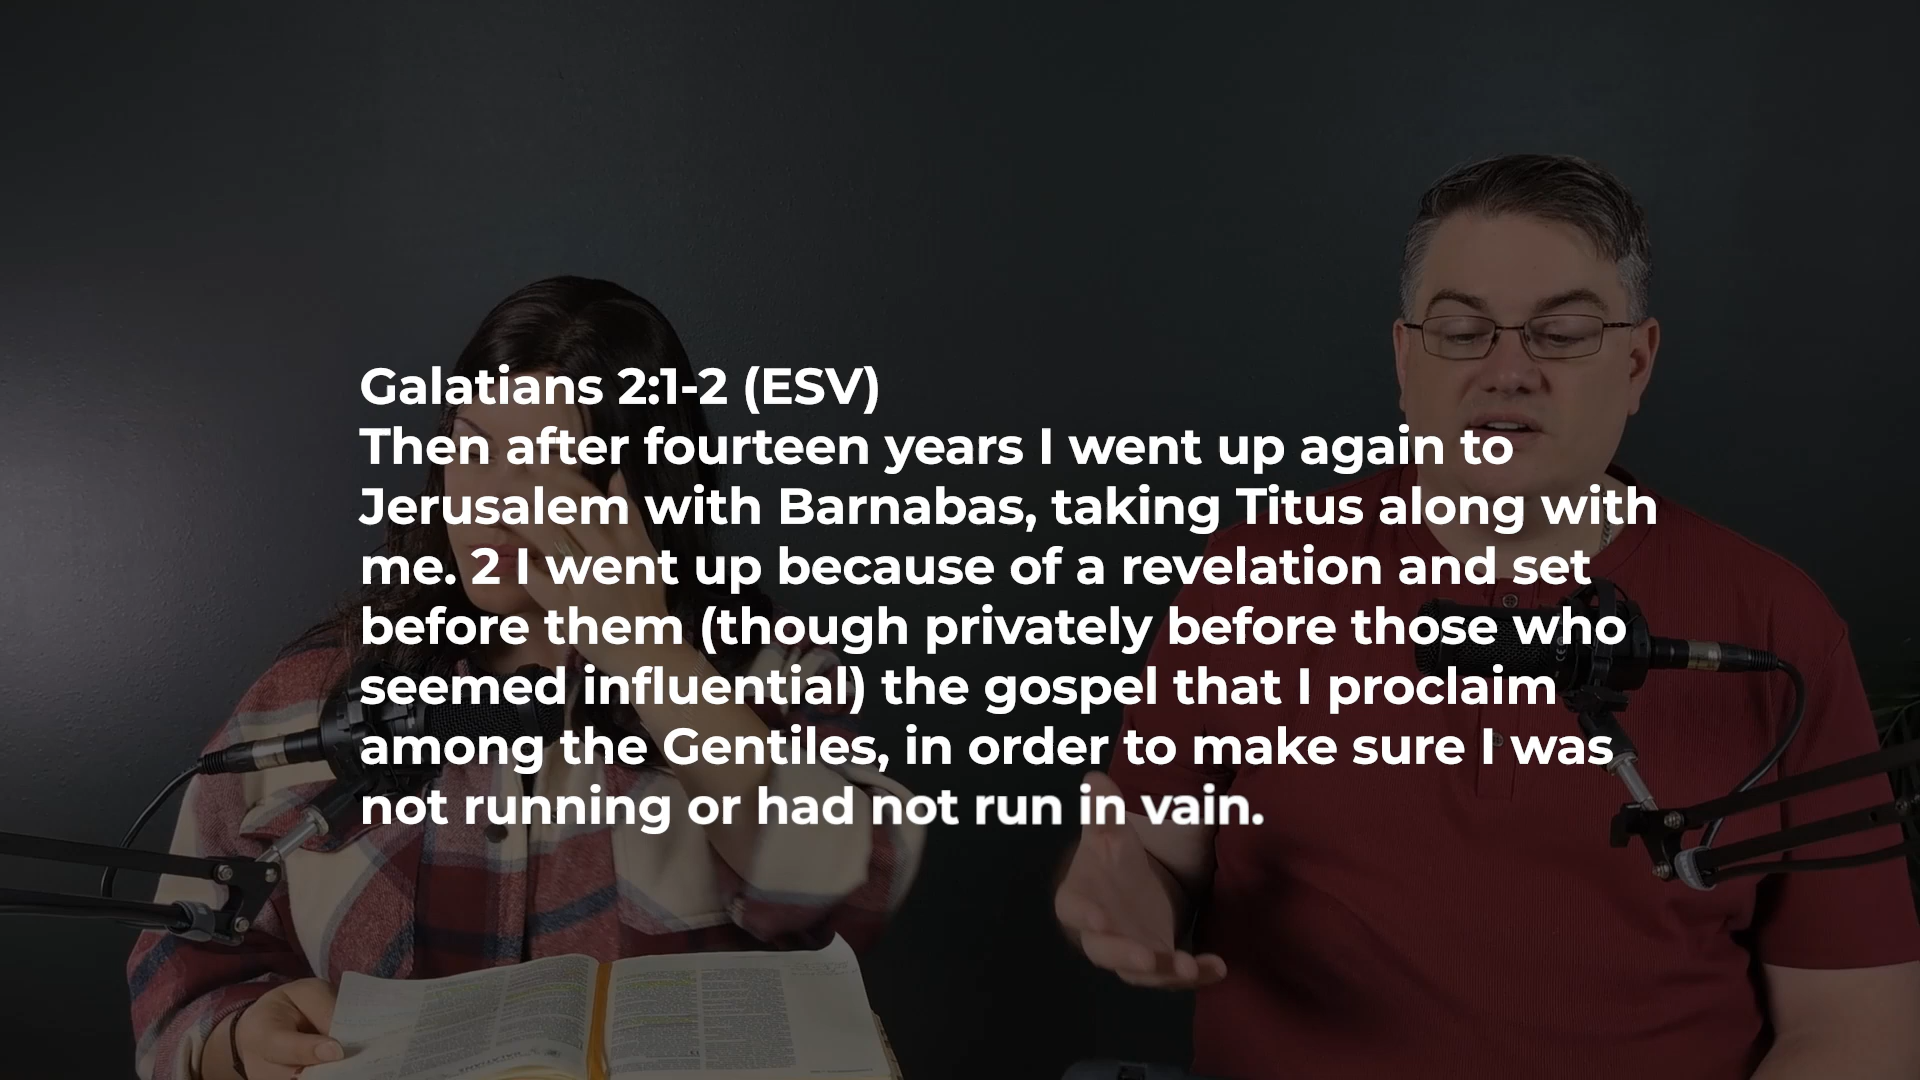 Galatians 2:1-2 (ESV)
Then after fourteen years I went up again to
Jerusalem with Barnabas, taking Titus along with
me. 2 I went up because of a revelation and set
before them (though privately before those who
seemed influential) the gospel that I proclaim
among the Gentiles, in order to make sure I was
not running or had not run in vain.